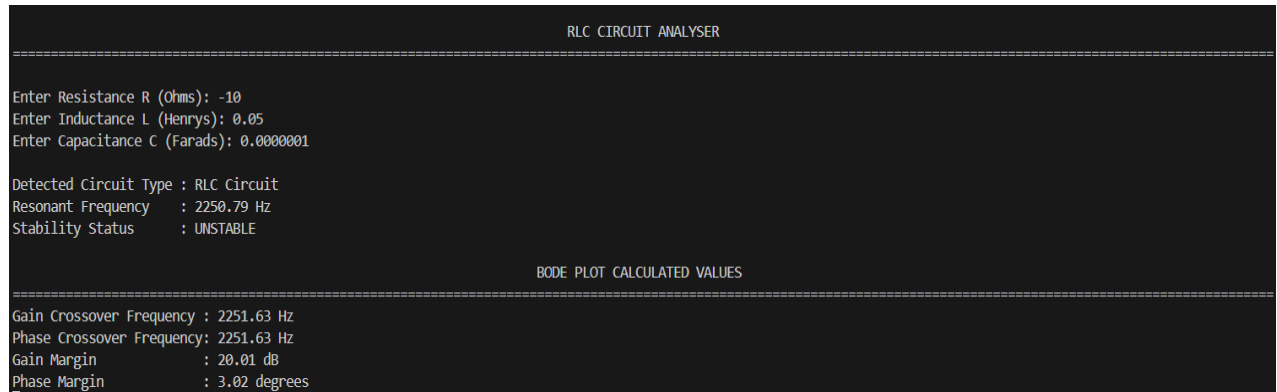 RLC CIRCUIT ANALYSER
================================================================================================================================================================
Enter Resistance R (Ohms): -10
Enter Inductance L (Henrys): 0.05
Enter Capacitance C (Farads): 0.0000001
Detected Circuit Type : RLC Circuit
Resonant Frequency    : 2250.79 Hz
Stability Status      : UNSTABLE
BODE PLOT CALCULATED VALUES
================================================================================================================================================================
Gain Crossover Frequency : 2251.63 Hz
Phase Crossover Frequency: 2251.63 Hz
Gain Margin              : 20.01 dB
Phase Margin             : 3.02 degrees